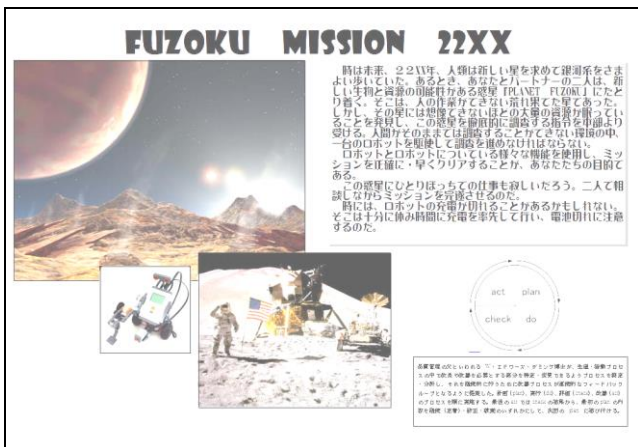 FUZOKU MISSION 22XX
時は未来、22XX年、人類は新しい星を求めて銀河系をさま
よい歩いていた。あるとき、あなたとパートナーの二人は、新
しい生物と資源の可能性がある惑星「PLANET FUZOKU」にたと
り着く。そこは、人の作業ができない荒れ果てた星であった。
しかし、その星には想像できないほどの大量の資源が眠ってい
ることを発見し、この惑星を徹底的に調査する指令を本部より
受ける。人間がそのままでは調査することができない環境の中、
一台のロボットを駆使して調査を進めなければならない。
ロボットとロボットについている様々な機能を使用し、ミッ
ションを正確に・早くクリアすることが、あなたたちの目的で
ある。
この惑星にひとりぼっちでの仕事も寂しいだろう。二人で相
談しながらミッションを完遂させるのだ。
時には、ロボットの充電が切れることがあるかもしれない。
そこは十分に休み時間に充電を率先して行い、電池切れに注意
するのだ。
act plan
check do